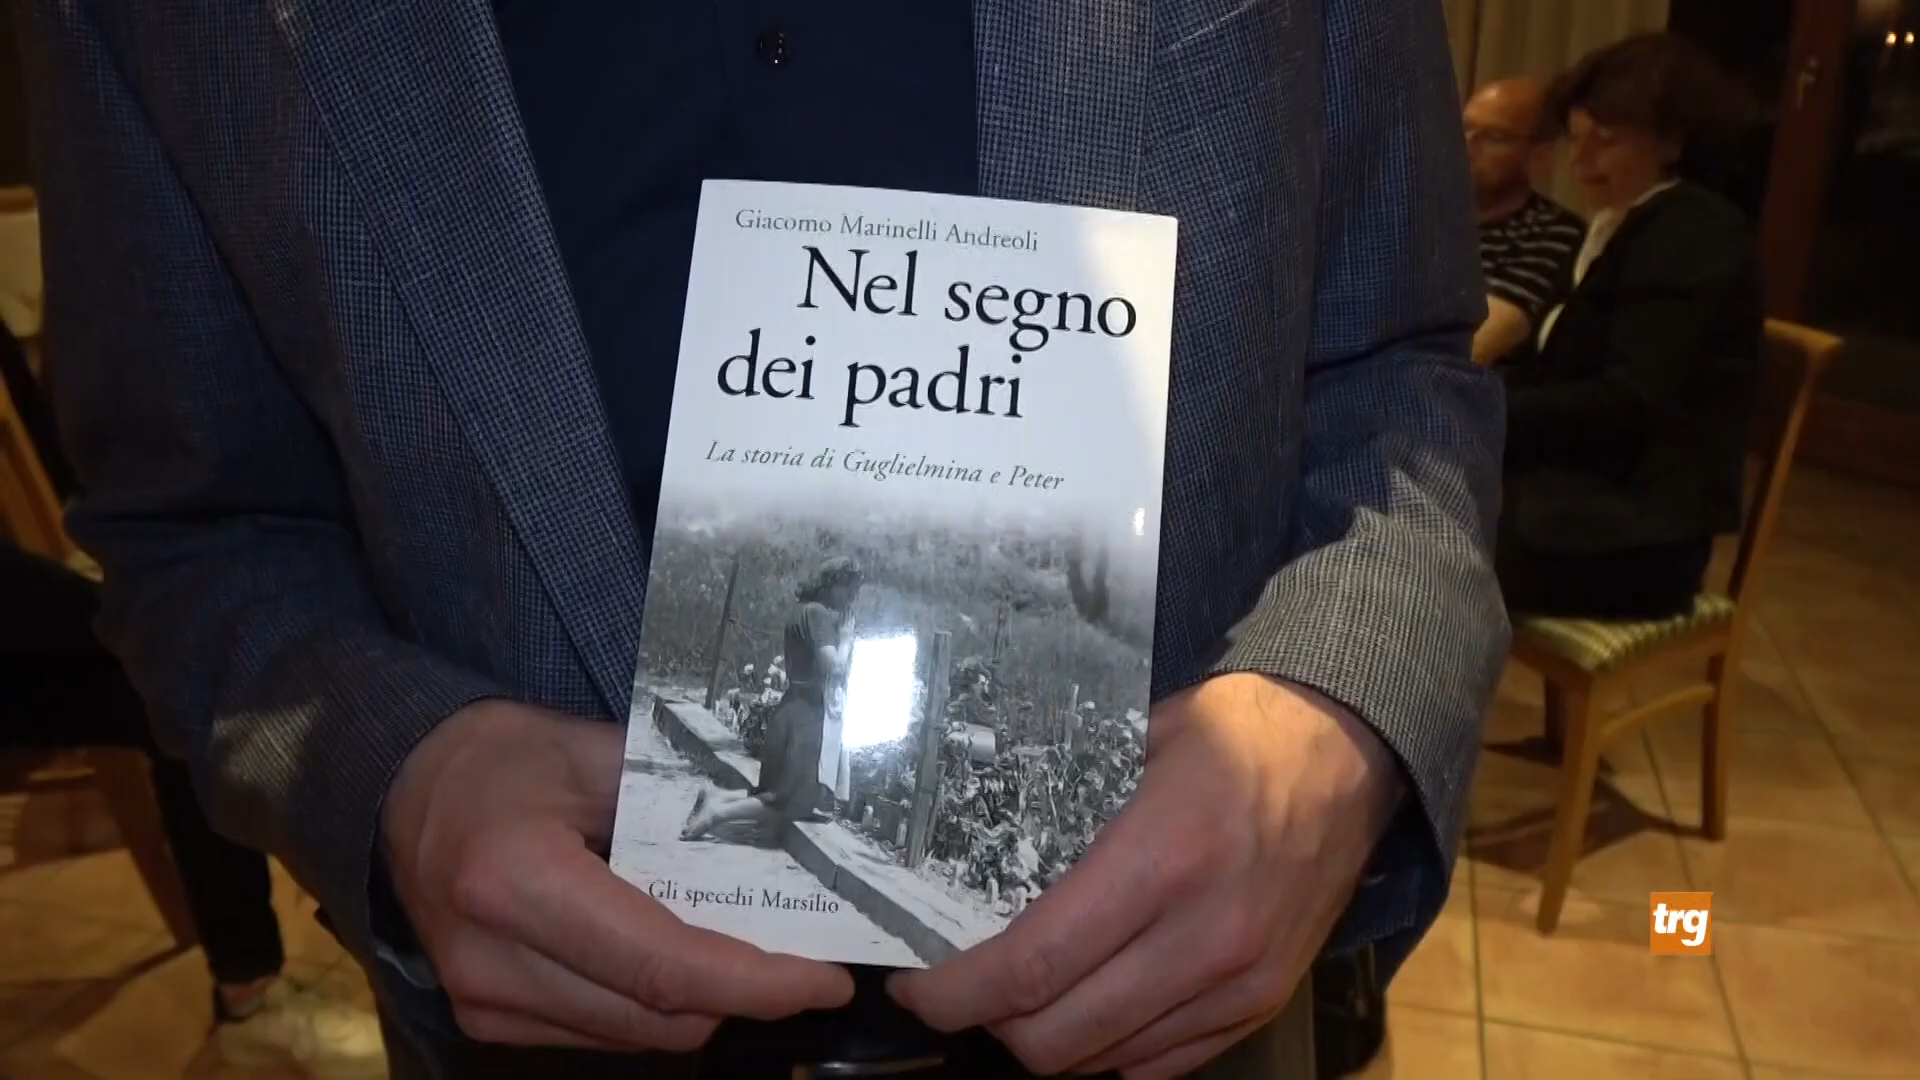 Giacomo Marinelli Andreoli
Nel segno
dei padri
La storia di Guglielmina e Peter
Gli specchi Marsilio
trg